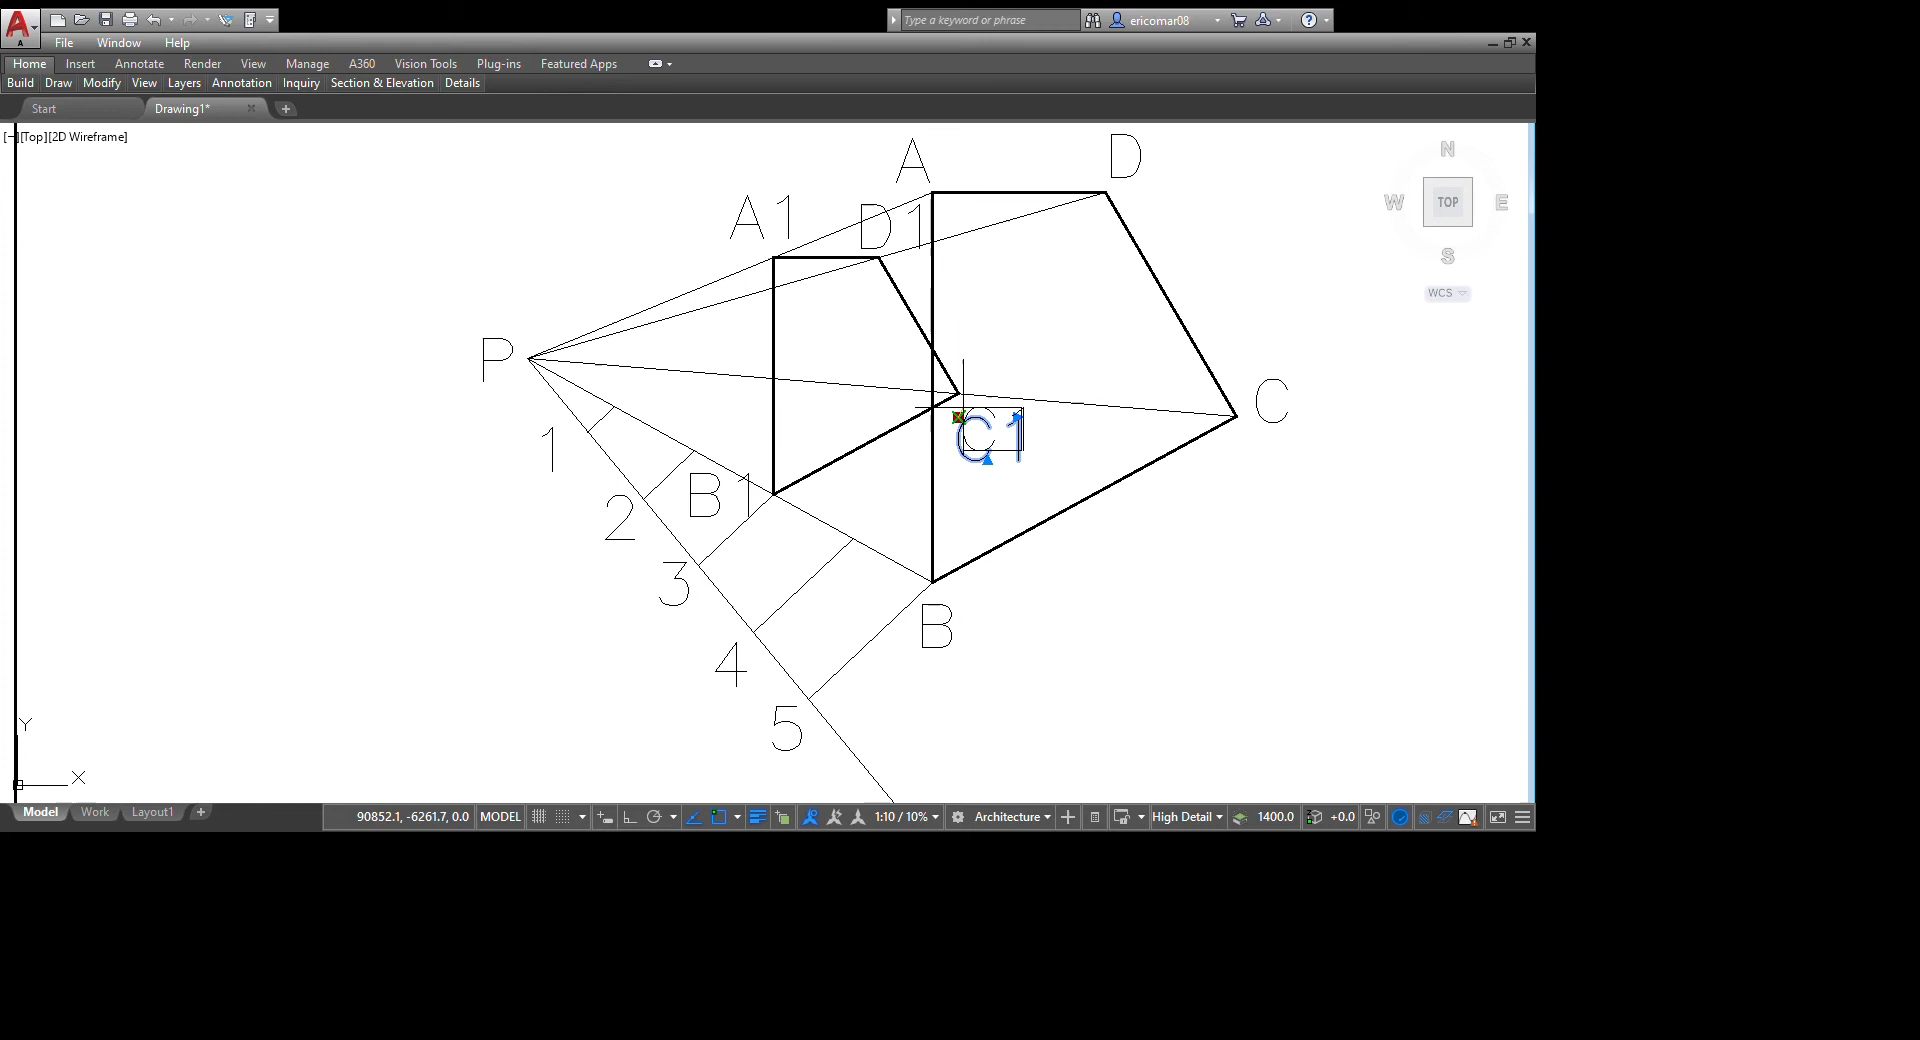 A
Type a keyword or phrase
ericomar08
File Window Help
Home Insert Annotate Render View Manage A360 Vision Tools Plug-ins Featured Apps
Build Draw Modify View Layers Annotation Inquiry Section & Elevation Details
Start Drawing1*
[−][Top][2D Wireframe]
A
D
A1
D1
P
C
C1
1
B1
2
3
B
4
5
N
W TOP E
S
WCS
Y
X
Model Work Layout1
90852.1, -6261.7, 0.0 MODEL 1:10 / 10% Architecture High Detail 1400.0 +0.0